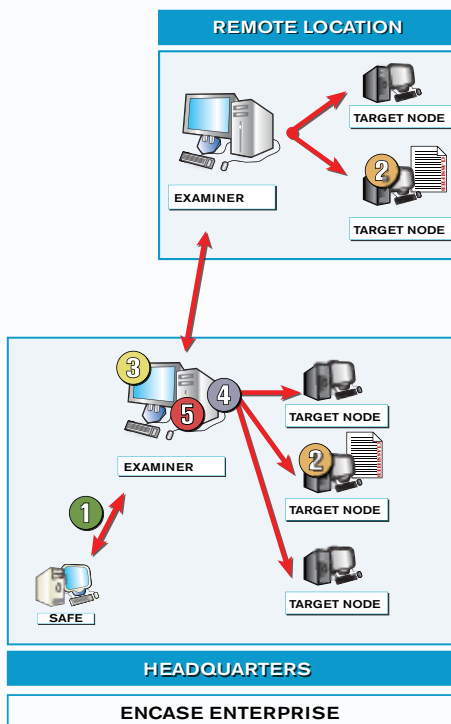 REMOTE LOCATION
TARGET NODE
2
EXAMINER
TARGET NODE
3
5
4
TARGET NODE
EXAMINER
2
TARGET NODE
1
TARGET NODE
SAFE
HEADQUARTERS
ENCASE ENTERPRISE